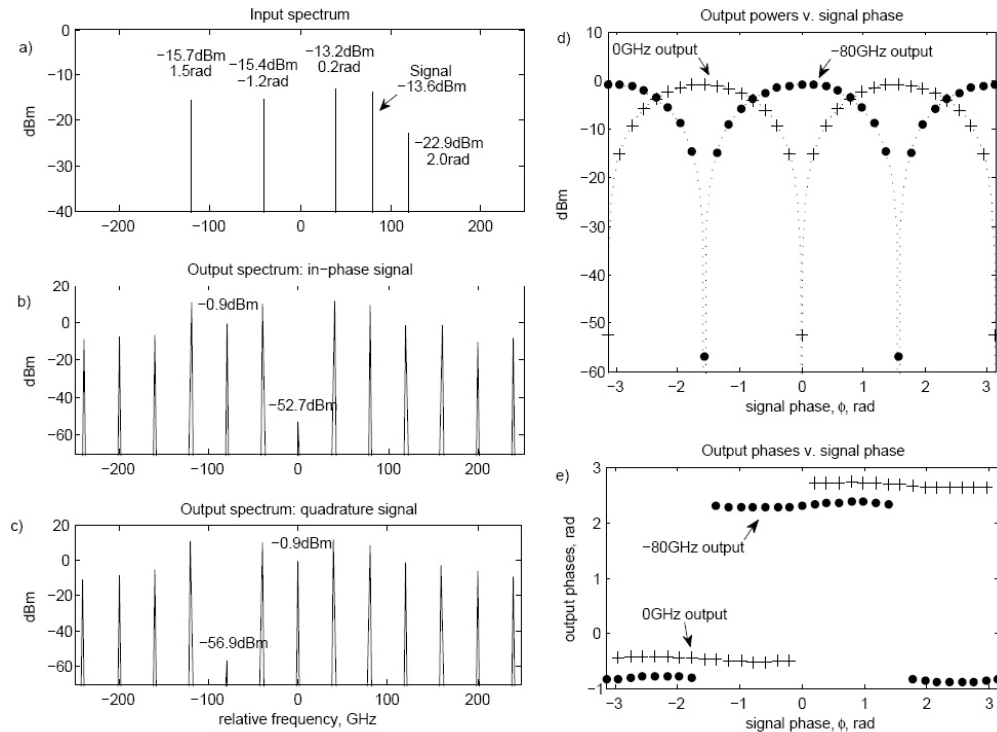 Input spectrum
a)
0
−10
−20
−30
−40
dBm
−15.7dBm
1.5rad
−15.4dBm
−1.2rad
−13.2dBm
0.2rad
Signal
−13.6dBm
−22.9dBm
2.0rad
−200 −100 0 100 200
Output spectrum: in-phase signal
b)
20
0
−20
−40
−60
dBm
−0.9dBm
−52.7dBm
−200 −100 0 100 200
Output spectrum: quadrature signal
c)
20
0
−20
−40
−60
dBm
−0.9dBm
−56.9dBm
−200 −100 0 100 200
relative frequency, GHz
Output powers v. signal phase
d)
10
0
−10
−20
−30
−40
−50
−60
dBm
0GHz output
−80GHz output
−3 −2 −1 0 1 2 3
signal phase, ϕ, rad
Output phases v. signal phase
e)
3
2
1
0
−1
output phases, rad
−80GHz output
0GHz output
−3 −2 −1 0 1 2 3
signal phase, ϕ, rad